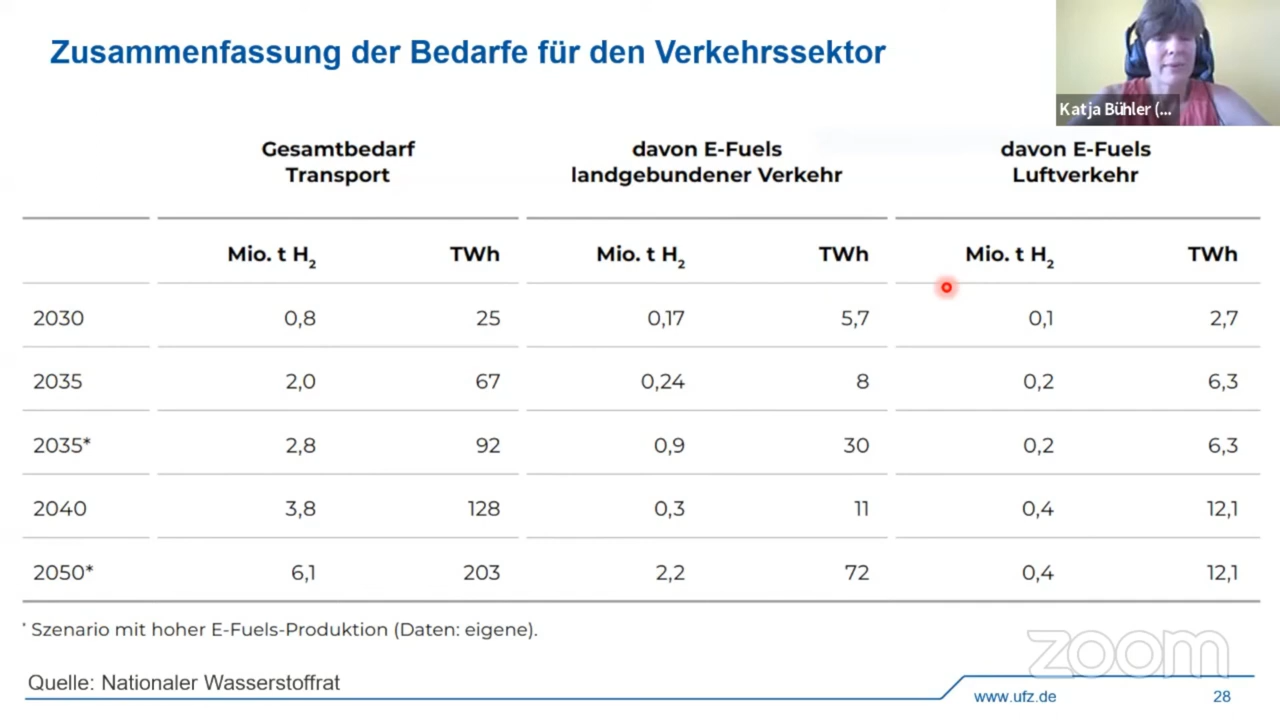 Zusammenfassung der Bedarfe für den Verkehrssektor
Katja Bühler (...
Gesamtbedarf Transport
davon E-Fuels landgebundener Verkehr
davon E-Fuels Luftverkehr
Mio. t H₂ TWh Mio. t H₂ TWh Mio. t H₂ TWh
2030 0,8 25 0,17 5,7 0,1 2,7
2035 2,0 67 0,24 8 0,2 6,3
2035* 2,8 92 0,9 30 0,2 6,3
2040 3,8 128 0,3 11 0,4 12,1
2050* 6,1 203 2,2 72 0,4 12,1
* Szenario mit hoher E-Fuels-Produktion (Daten: eigene).
Quelle: Nationaler Wasserstoffrat
zoom
www.ufz.de 28